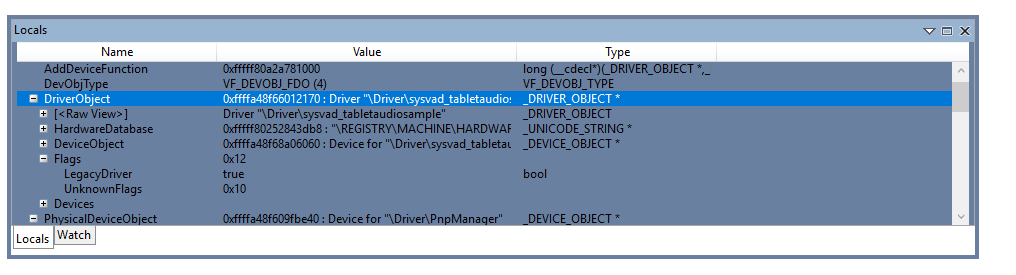 Locals
Name Value Type
AddDeviceFunction 0xfffff80a2a781000 long (__cdecl*)(_DRIVER_OBJECT *,_
DevObjType VF_DEVOBJ_FDO (4) VF_DEVOBJ_TYPE
DriverObject 0xffffa48f66012170 : Driver "\Driver\sysvad_tabletaudios _DRIVER_OBJECT *
[<Raw View>] Driver "\Driver\sysvad_tabletaudiosample" _DRIVER_OBJECT
HardwareDatabase 0xfffff80252843db8 : "\REGISTRY\MACHINE\HARDWAR _UNICODE_STRING *
DeviceObject 0xffffa48f68a06060 : Device for "\Driver\sysvad_tabletau _DEVICE_OBJECT *
Flags 0x12
LegacyDriver true bool
UnknownFlags 0x10
Devices
PhysicalDeviceObject 0xffffa48f609fbe40 : Device for "\Driver\PnpManager" _DEVICE_OBJECT *
Locals Watch